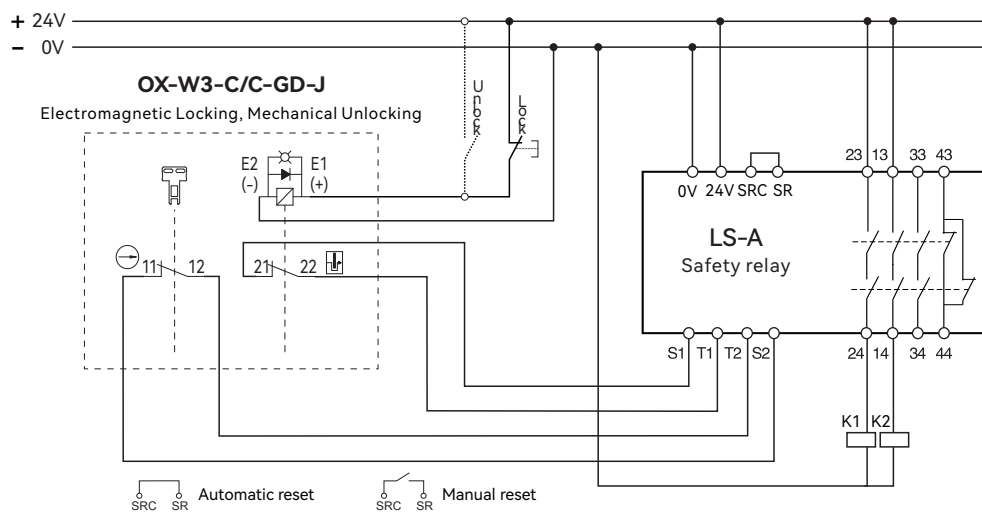 + 24V
− 0V
OX-W3-C/C-GD-J
Electromagnetic Locking, Mechanical Unlocking
Unlock
Lock
E2 E1
(-) (+)
11 12 21 22
23 13 33 43
0V 24V SRC SR
LS-A
Safety relay
S1 T1 T2 S2 24 14 34 44
K1 K2
SRC SR Automatic reset
SRC SR Manual reset